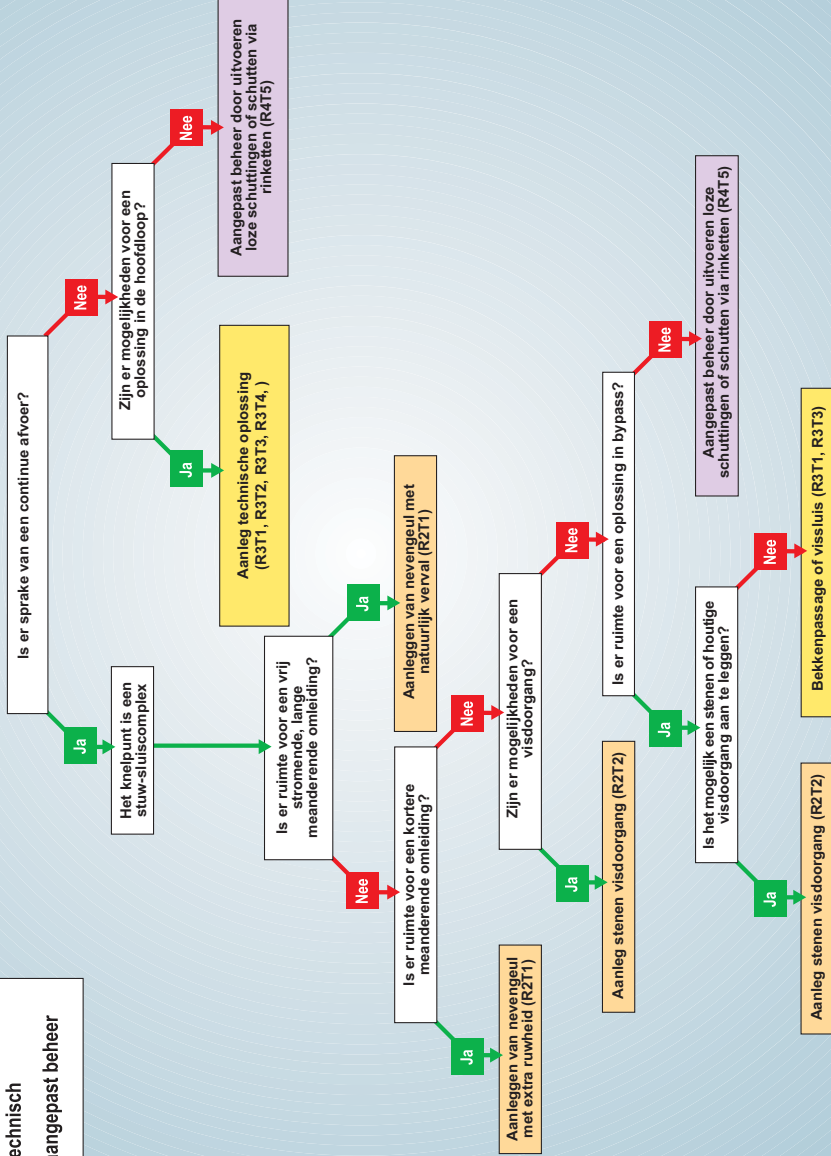 echnisch
aangepast beheer
Is er sprake van een continue afvoer?
Ja
Nee
Het knelpunt is een
stuw-sluiscomplex
Zijn er mogelijkheden voor een
oplossing in de hoofdloop?
Ja
Nee
Aanleg technische oplossing
(R3T1, R3T2, R3T3, R3T4, )
Aangepast beheer door uitvoeren
loze schuttingen of schutten via
rinketten (R4T5)
Is er ruimte voor een vrij
stromende, lange
meanderende omleiding?
Nee
Ja
Is er ruimte voor een kortere
meanderende omleiding?
Aanleggen van nevengeul met
natuurlijk verval (R2T1)
Ja
Nee
Aanleggen van nevengeul
met extra ruwheid (R2T1)
Zijn er mogelijkheden voor een
visdoorgang?
Ja
Nee
Aanleg stenen visdoorgang (R2T2)
Is er ruimte voor een oplossing in bypass?
Ja
Nee
Is het mogelijk een stenen of houtige
visdoorgang aan te leggen?
Aangepast beheer door uitvoeren loze
schuttingen of schutten via rinketten (R4T5)
Ja
Nee
Aanleg stenen visdoorgang (R2T2)
Bekkenpassage of vissluis (R3T1, R3T3)